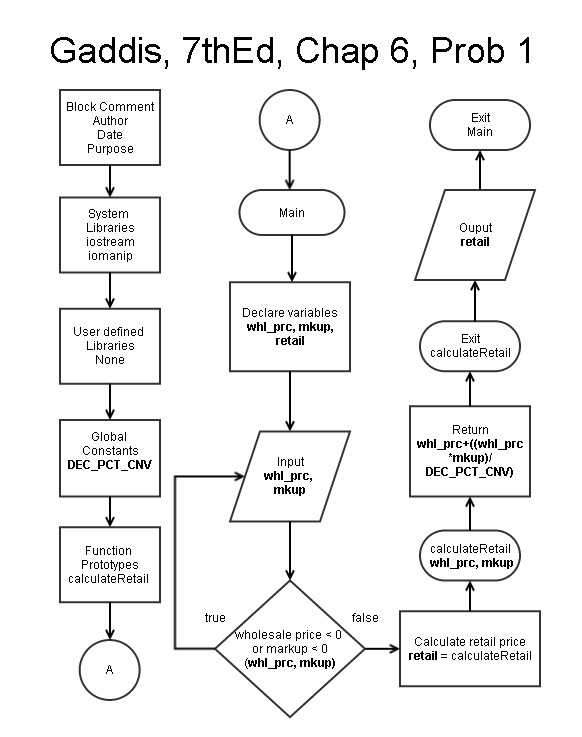 Gaddis, 7thEd, Chap 6, Prob 1
Block Comment
Author
Date
Purpose
System
Libraries
iostream
iomanip
User defined
Libraries
None
Global
Constants
DEC_PCT_CNV
Function
Prototypes
calculateRetail
A
A
Main
Declare variables
whl_prc, mkup,
retail
Input
whl_prc,
mkup
true
false
wholesale price < 0
or markup < 0
(whl_prc, mkup)
Calculate retail price
retail = calculateRetail
calculateRetail
whl_prc, mkup
Return
whl_prc+((whl_prc
*mkup)/
DEC_PCT_CNV)
Exit
calculateRetail
Ouput
retail
Exit
Main